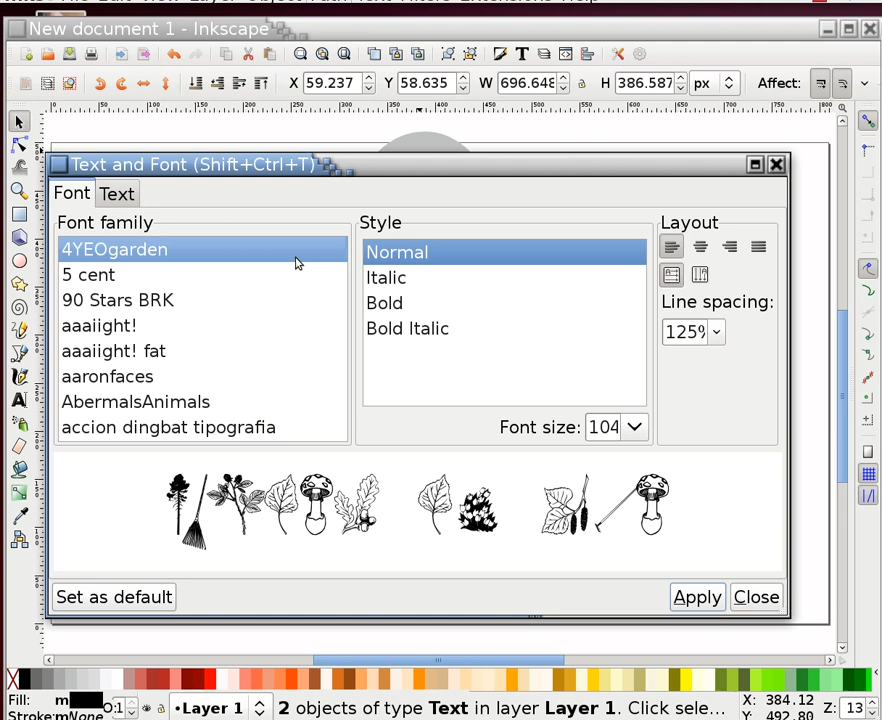 New document 1 - Inkscape
X 59.237 Y 58.635 W 696.648 H 386.587 px Affect:
Text and Font (Shift+Ctrl+T)
Font Text
Font family Style Layout
4YEOgarden
5 cent
90 Stars BRK
aaaiight!
aaaiight! fat
aaronfaces
AbermalsAnimals
accion dingbat tipografia
Normal
Italic
Bold
Bold Italic
Font size: 104
Line spacing:
125%
Set as default Apply Close
Fill: m O:1 •Layer 1 2 objects of type Text in layer Layer 1. Click sele... X: 384.12 Z: 13
Stroke: m None Y: 492.80